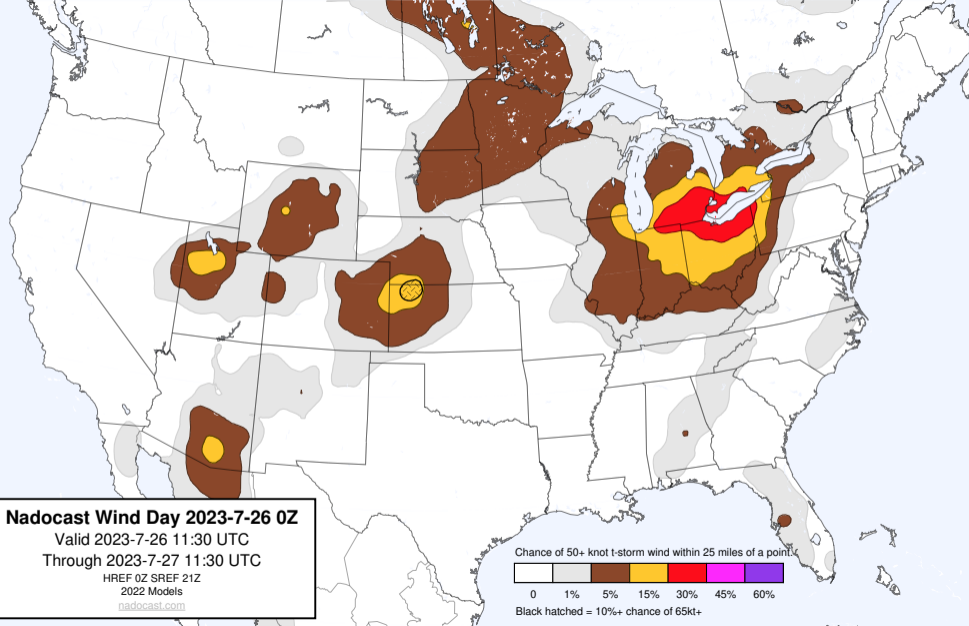 Nadocast Wind Day 2023-7-26 0Z
Valid 2023-7-26 11:30 UTC
Through 2023-7-27 11:30 UTC
HREF 0Z SREF 21Z
2022 Models
nadocast.com
Chance of 50+ knot t-storm wind within 25 miles of a point.
0 1% 5% 15% 30% 45% 60%
Black hatched = 10%+ chance of 65kt+